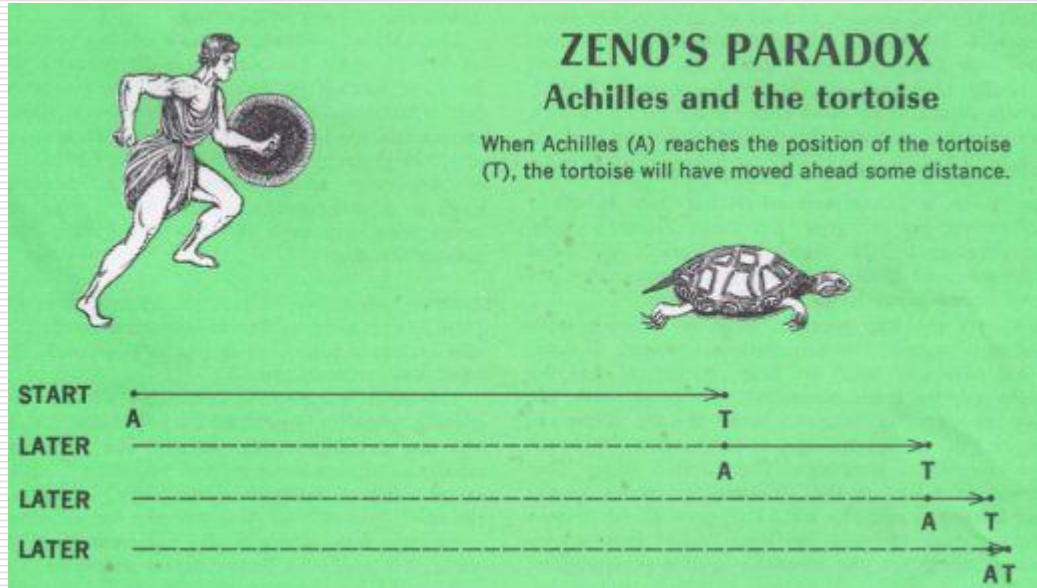 ZENO'S PARADOX
Achilles and the tortoise
When Achilles (A) reaches the position of the tortoise
(T), the tortoise will have moved ahead some distance.
START
A T
LATER
A T
LATER
A T
LATER
A T